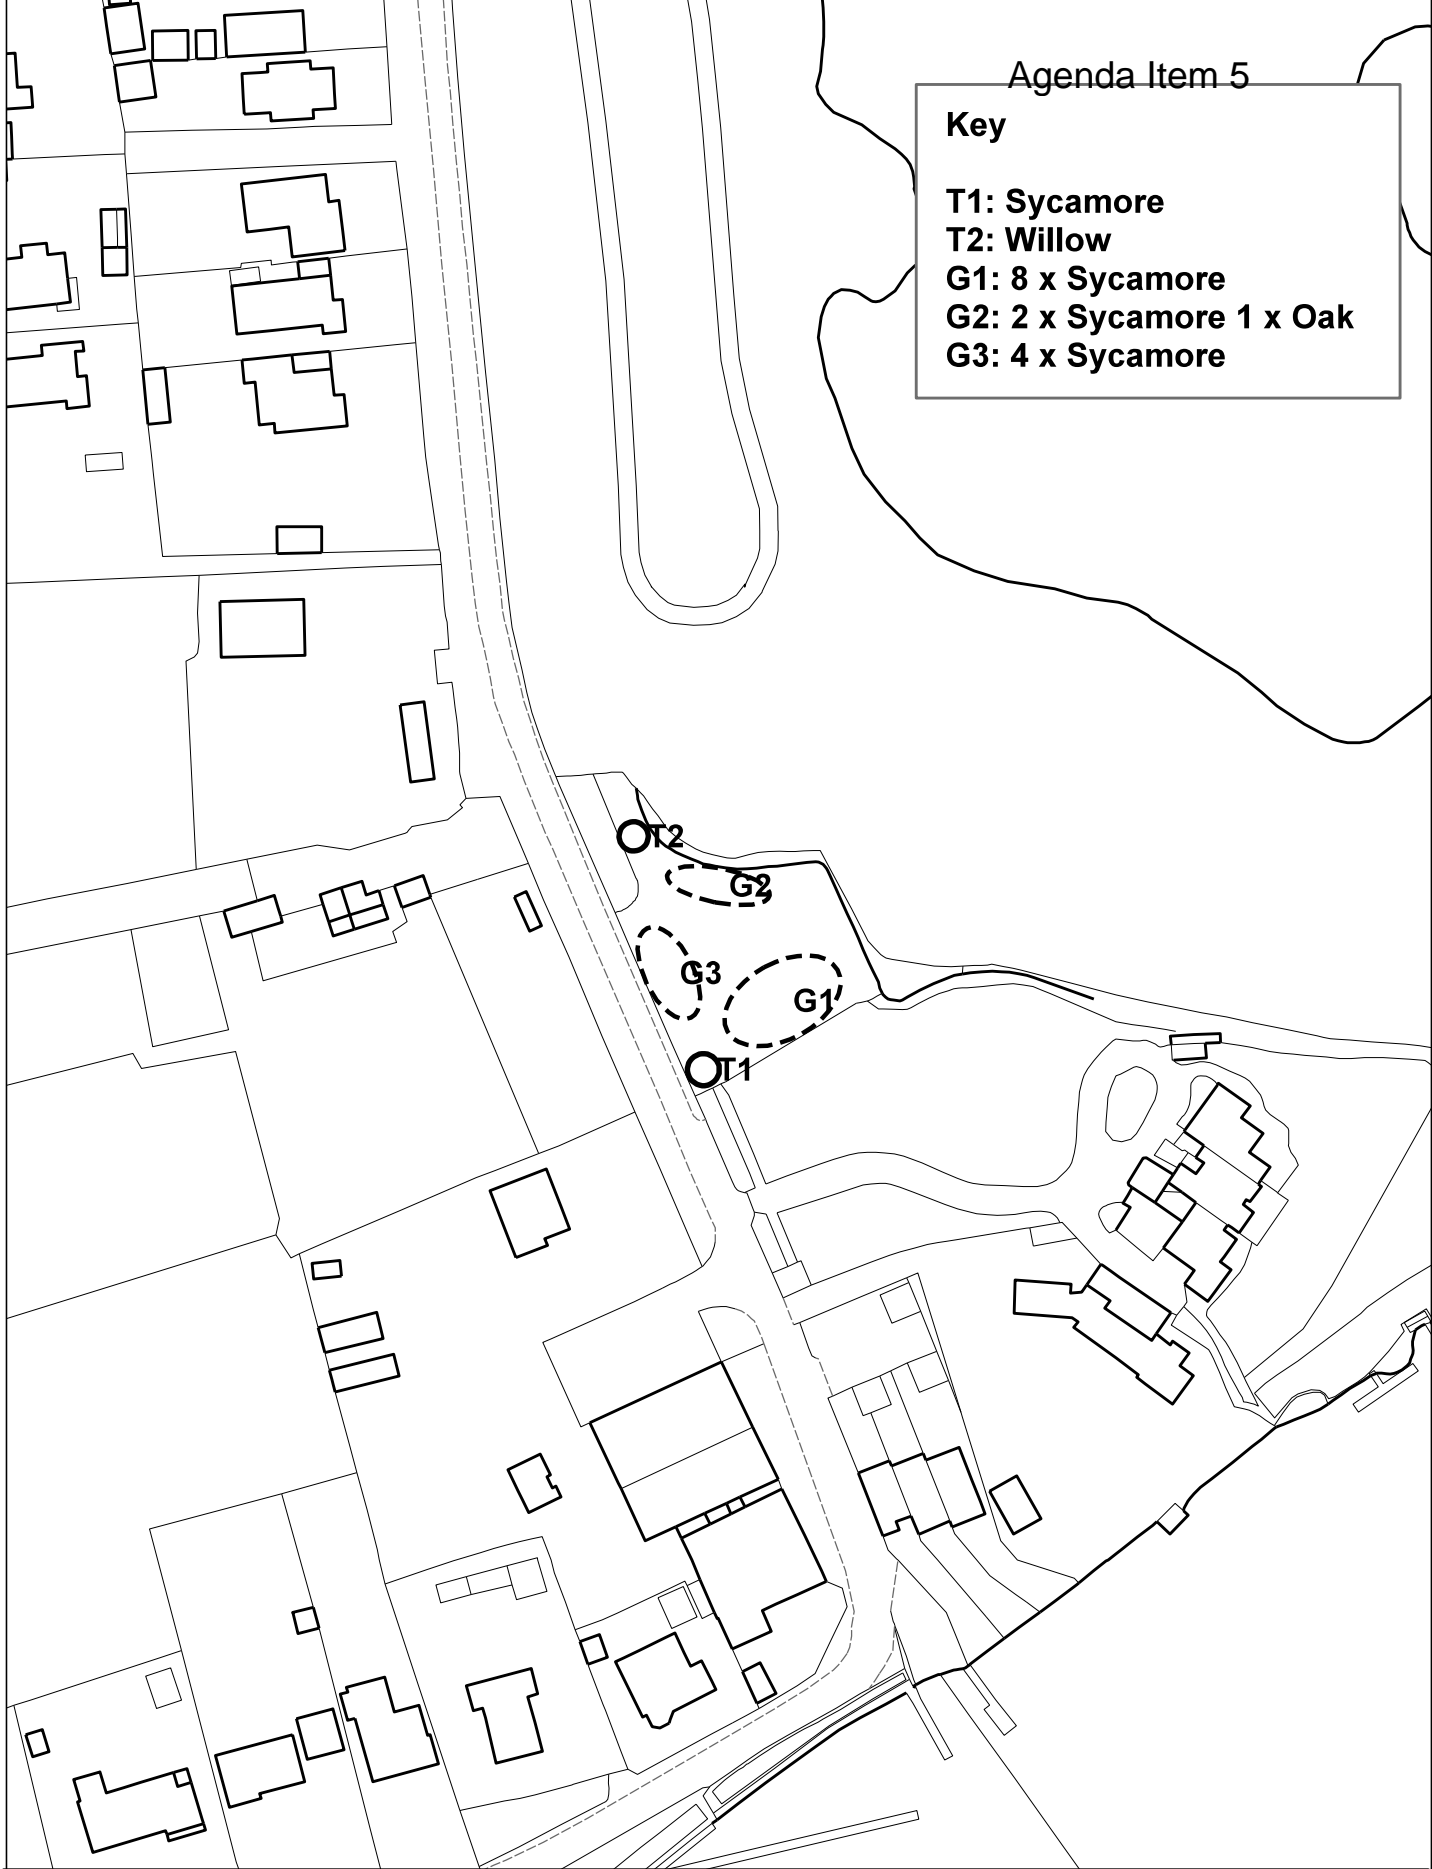 Agenda Item 5
Key
T1: Sycamore
T2: Willow
G1: 8 x Sycamore
G2: 2 x Sycamore 1 x Oak
G3: 4 x Sycamore
T2
G2
G3
G1
T1